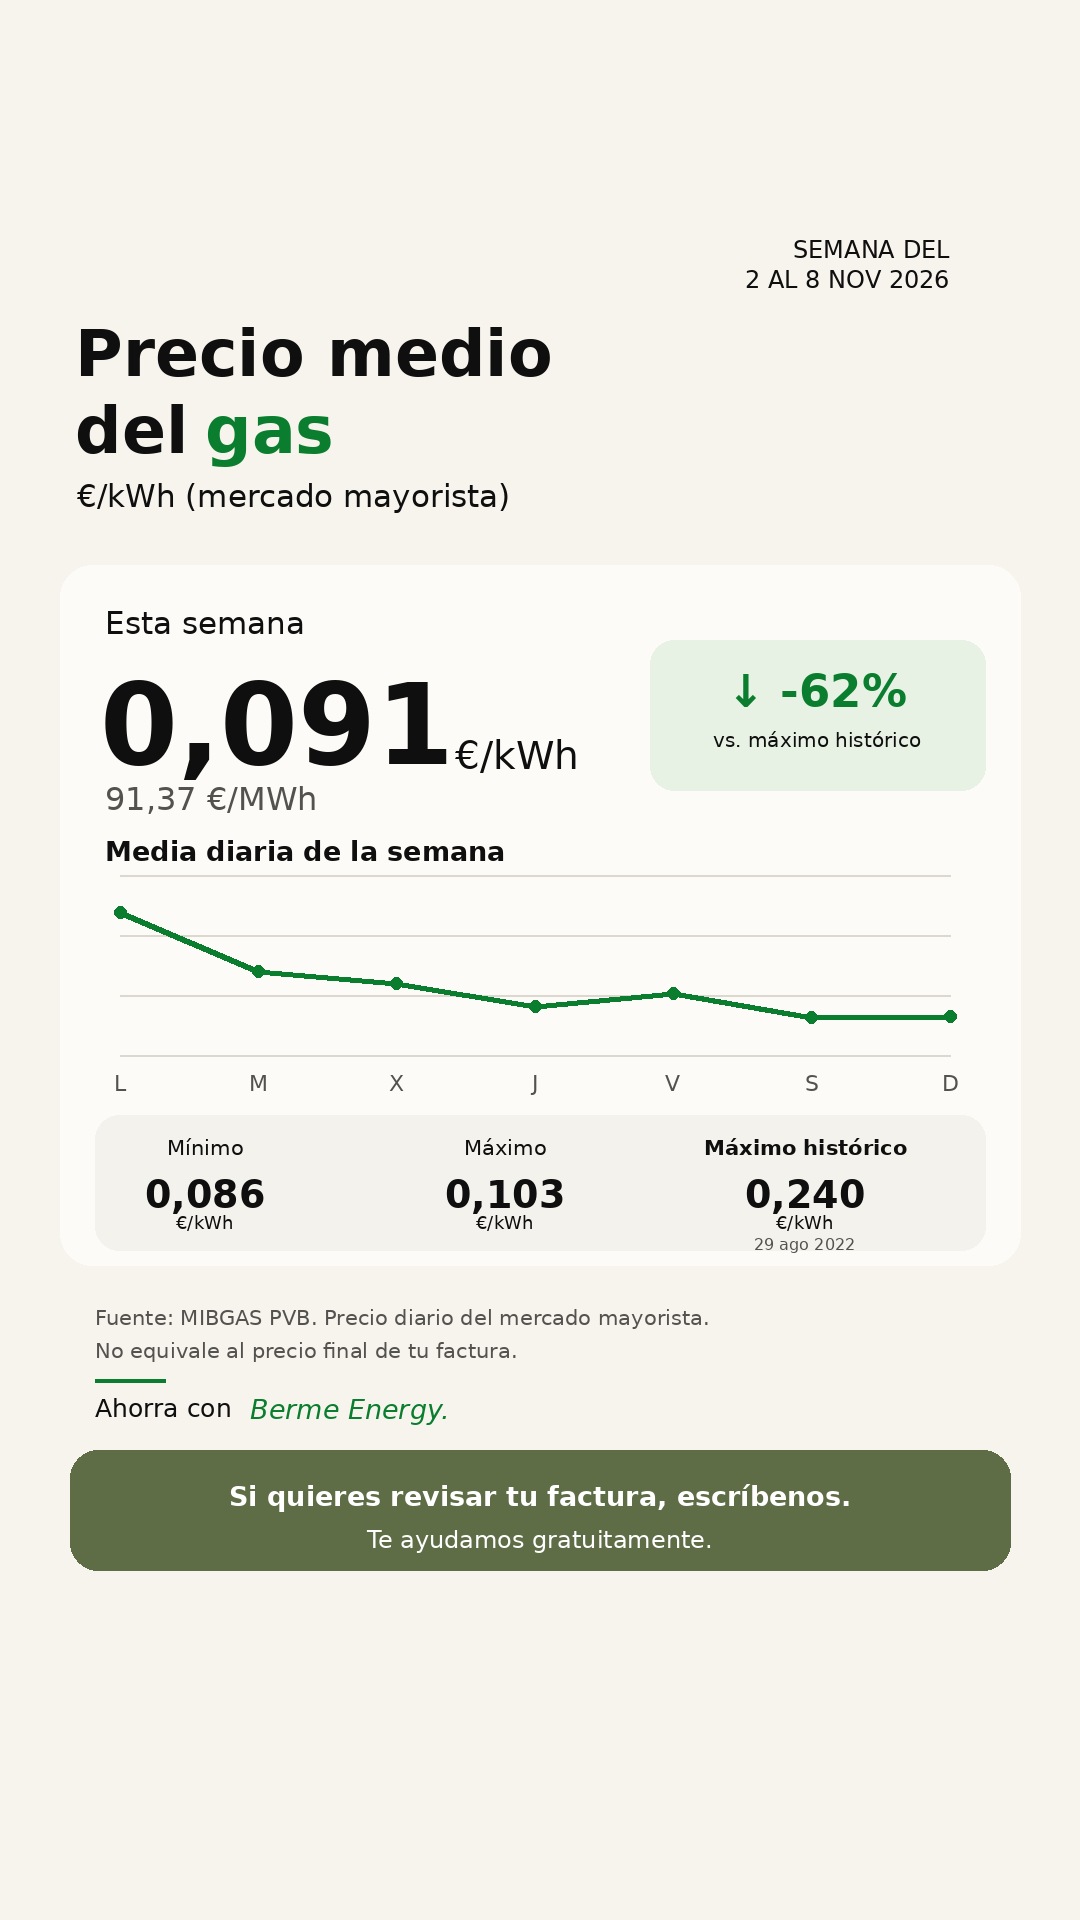 SEMANA DEL
2 AL 8 NOV 2026
Precio medio
del gas
€/kWh (mercado mayorista)
Esta semana
0,091 €/kWh
91,37 €/MWh
↓ -62%
vs. máximo histórico
Media diaria de la semana
L M X J V S D
Mínimo
0,086
€/kWh
Máximo
0,103
€/kWh
Máximo histórico
0,240
€/kWh
29 ago 2022
Fuente: MIBGAS PVB. Precio diario del mercado mayorista.
No equivale al precio final de tu factura.
Ahorra con Berme Energy.
Si quieres revisar tu factura, escríbenos.
Te ayudamos gratuitamente.